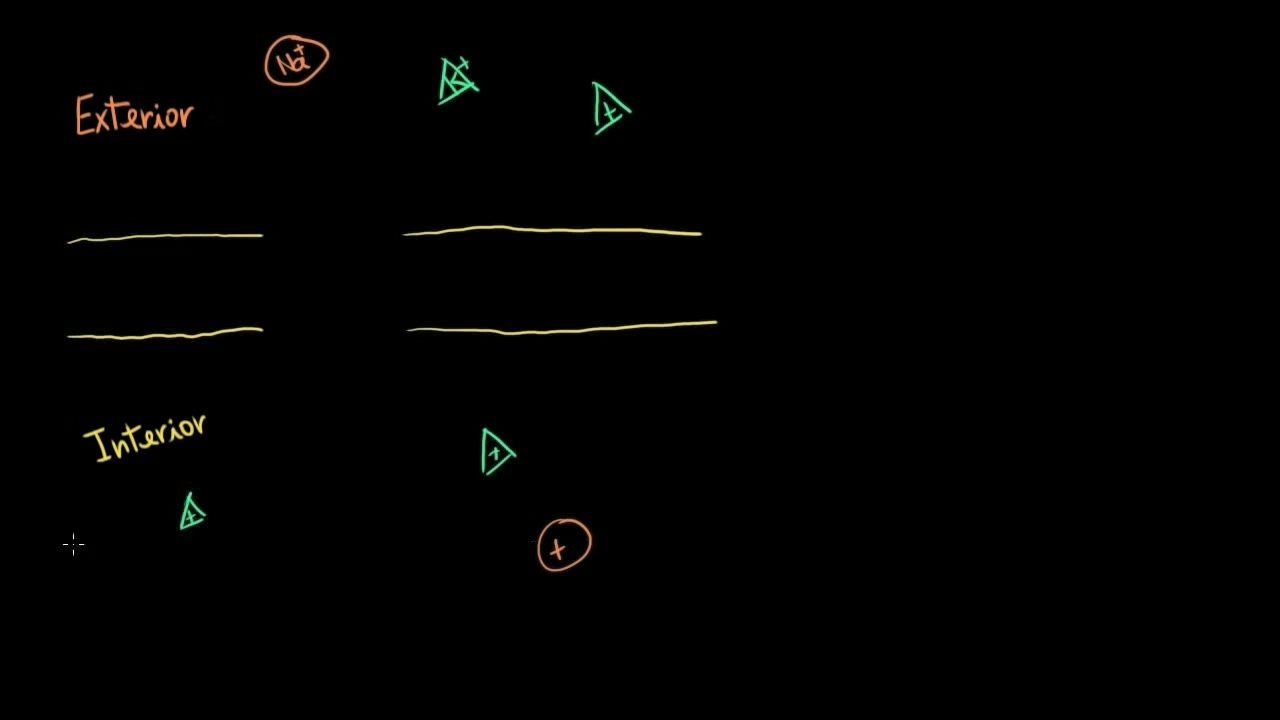 Na+
K+
Exterior
+
Interior
+
+
+